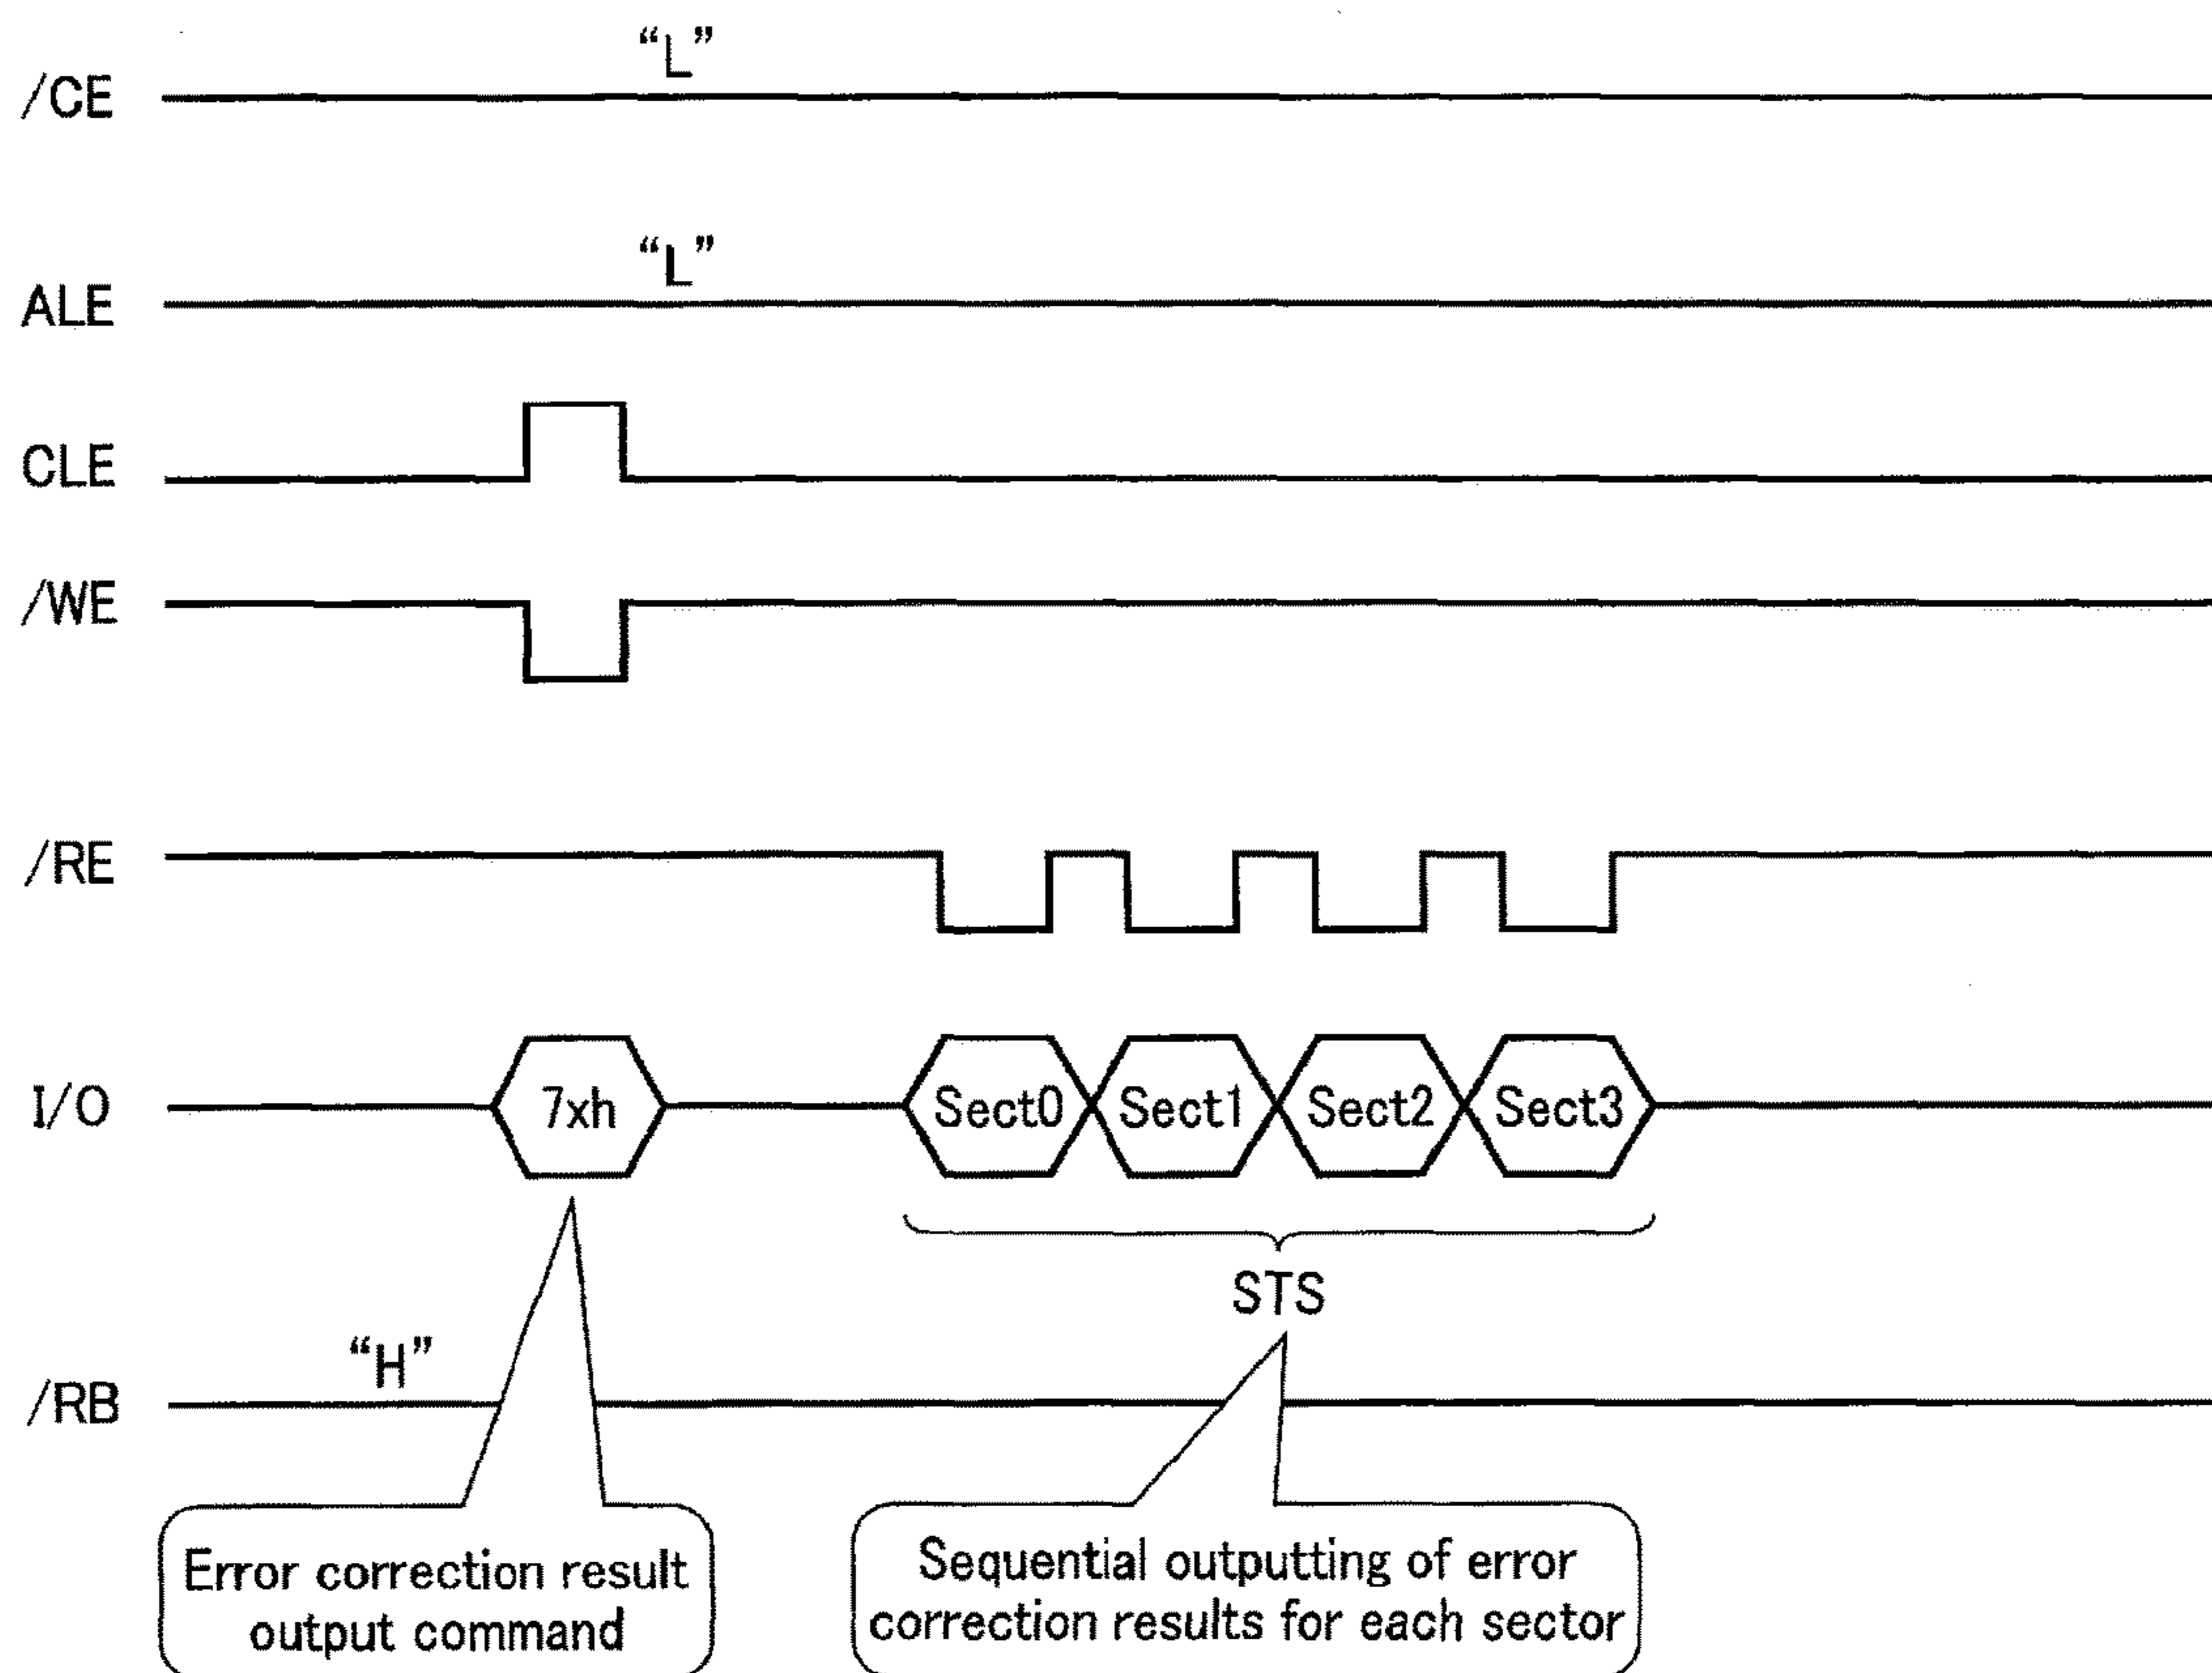 “L”
/CE
“L”
ALE
CLE
/WE
/RE
I/O
7xh
Sect0
Sect1
Sect2
Sect3
STS
“H”
/RB
Error correction result
output command
Sequential outputting of error
correction results for each sector